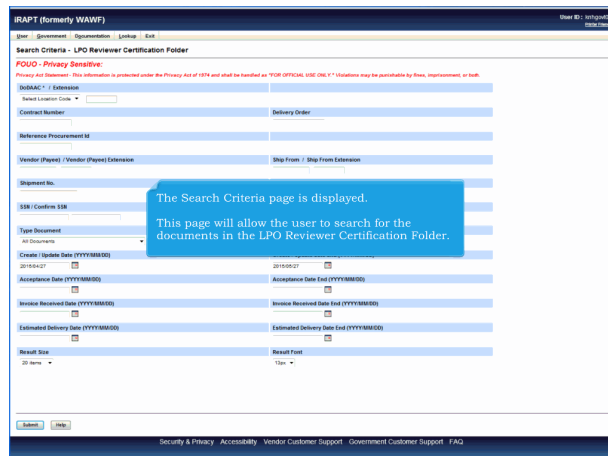 iRAPT (formerly WAWF)
User ID :
User Government Documentation Lookup Exit
Search Criteria - LPO Reviewer Certification Folder
FOUO - Privacy Sensitive:
Privacy Act Statement - This information is protected under the Privacy Act of 1974 and shall be handled as "FOR OFFICIAL USE ONLY." Violations may be punishable by fines, imprisonment, or both.
DoDAAC * / Extension
Select Location Code
Contract Number Delivery Order
Reference Procurement Id
Vendor (Payee) / Vendor (Payee) Extension Ship From / Ship From Extension
Shipment No.
The Search Criteria page is displayed.
SSN / Confirm SSN
This page will allow the user to search for the
documents in the LPO Reviewer Certification Folder.
Type Document
All Documents
Create / Update Date (YYYY/MM/DD)
2015/04/27 2015/05/27
Acceptance Date (YYYY/MM/DD) Acceptance Date End (YYYY/MM/DD)
Invoice Received Date (YYYY/MM/DD) Invoice Received Date End (YYYY/MM/DD)
Estimated Delivery Date (YYYY/MM/DD) Estimated Delivery Date End (YYYY/MM/DD)
Result Size Result Font
20 items 13px
Submit Help
Security & Privacy Accessibility Vendor Customer Support Government Customer Support FAQ